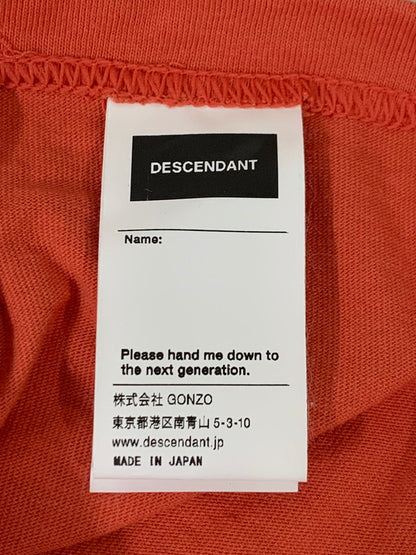 DESCENDANT
Name:
Please hand me down to
the next generation.
株式会社 GONZO
東京都港区南青山 5-3-10
www.descendant.jp
MADE IN JAPAN